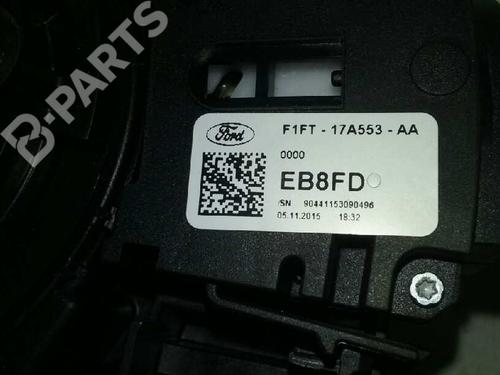 B-PARTS
Ford
F1FT - 17A553 - AA
0000
EB8FD
/SN 90441153090496
05.11.2015 18:32